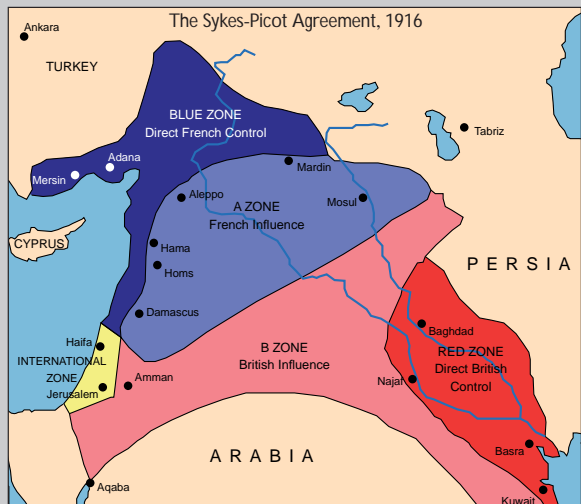 The Sykes-Picot Agreement, 1916
Ankara
TURKEY
BLUE ZONE
Direct French Control
Tabriz
Adana
Mersin
Mardin
Aleppo
Mosul
A ZONE
French Influence
CYPRUS
Hama
Homs
PERSIA
Damascus
Baghdad
Haifa
INTERNATIONAL
ZONE
Jerusalem
Amman
B ZONE
British Influence
RED ZONE
Direct British
Control
Najaf
ARABIA
Basra
Aqaba
Kuwait